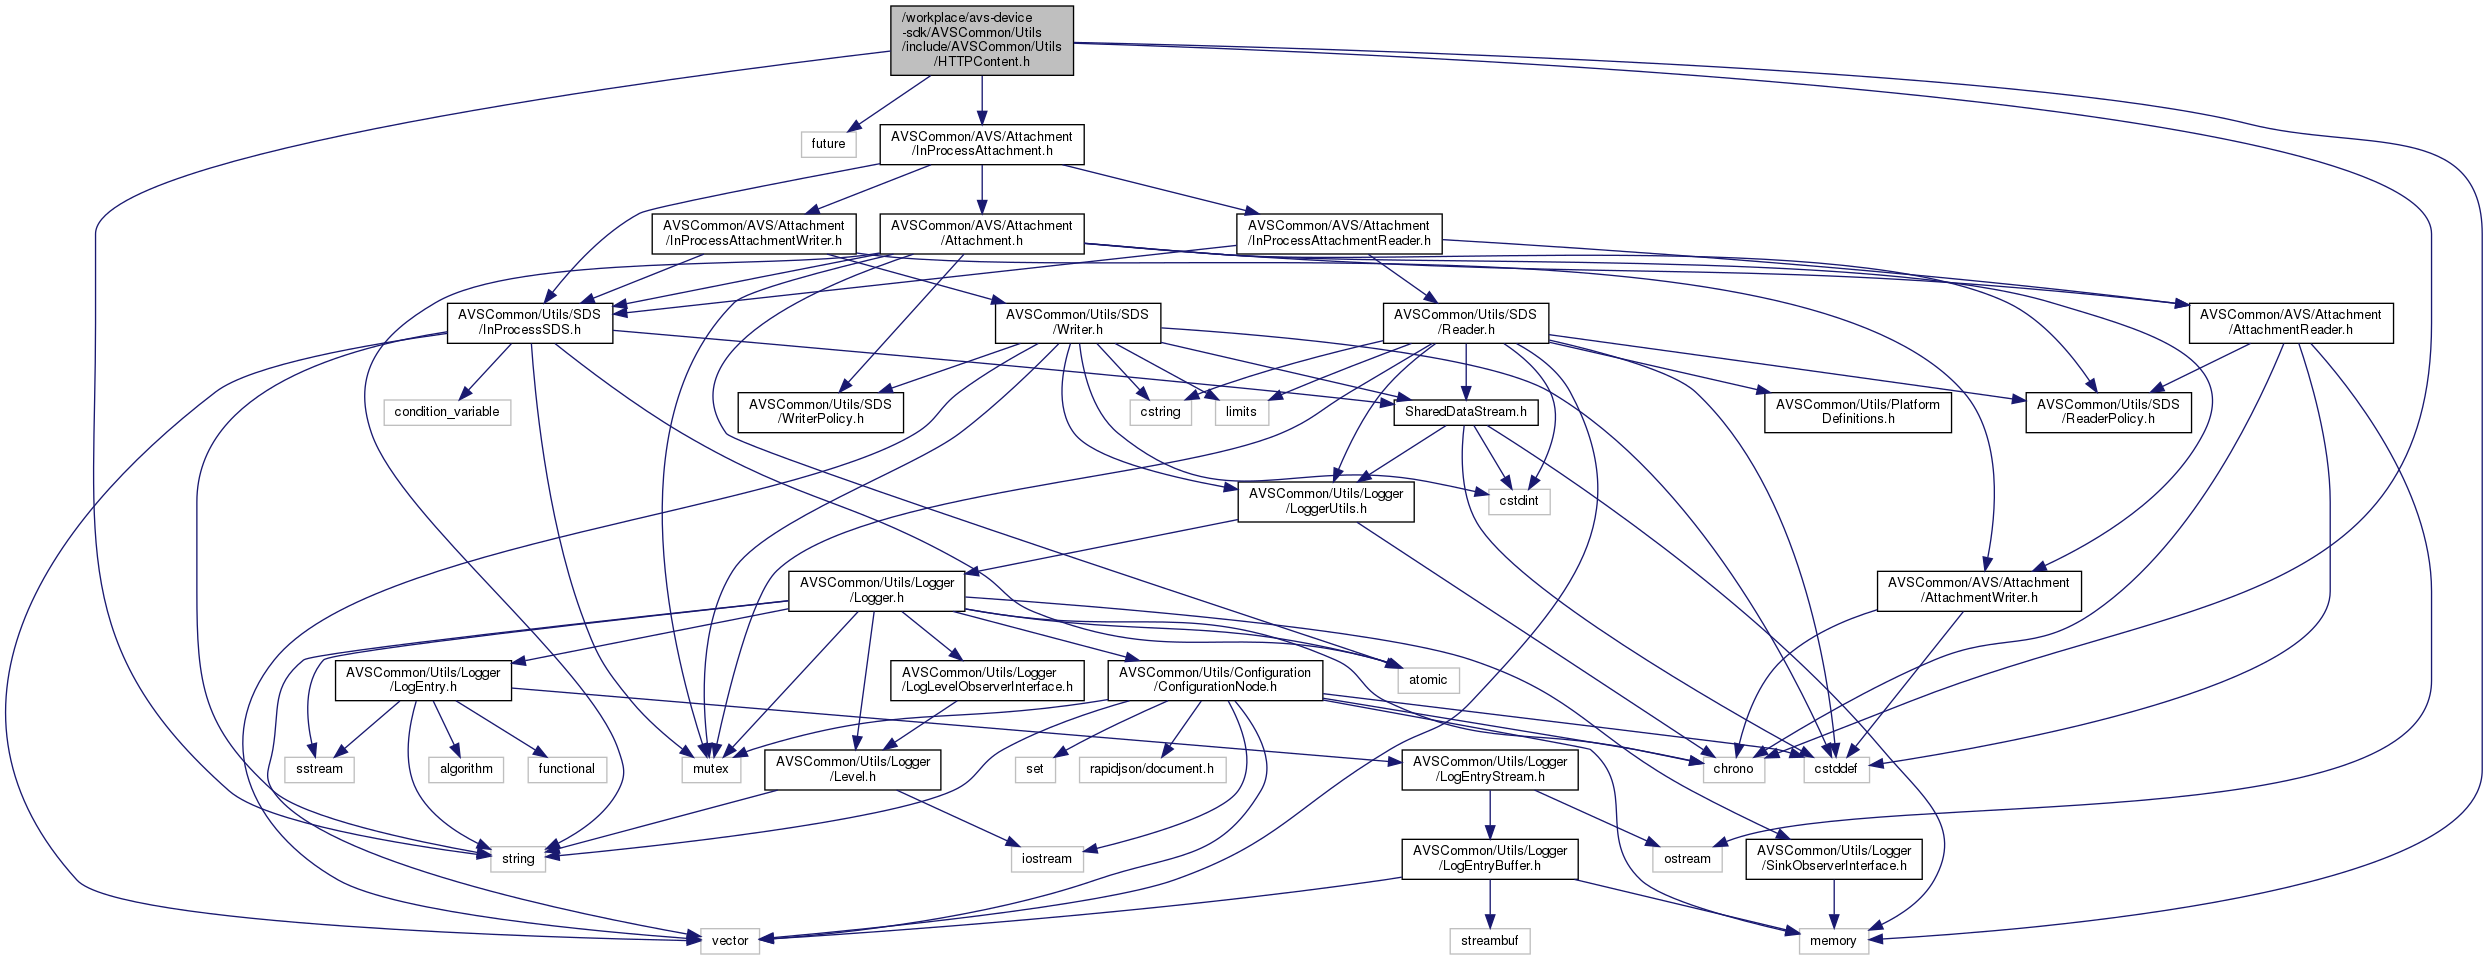 /workplace/avs-device
-sdk/AVSCommon/Utils
/include/AVSCommon/Utils
/HTTPContent.h
future
AVSCommon/AVS/Attachment
/InProcessAttachment.h
AVSCommon/AVS/Attachment
/InProcessAttachmentWriter.h
AVSCommon/AVS/Attachment
/Attachment.h
AVSCommon/AVS/Attachment
/InProcessAttachmentReader.h
AVSCommon/Utils/SDS
/InProcessSDS.h
AVSCommon/Utils/SDS
/Writer.h
AVSCommon/Utils/SDS
/Reader.h
AVSCommon/AVS/Attachment
/AttachmentReader.h
condition_variable
AVSCommon/Utils/SDS
/WriterPolicy.h
cstring
limits
SharedDataStream.h
AVSCommon/Utils/Platform
Definitions.h
AVSCommon/Utils/SDS
/ReaderPolicy.h
AVSCommon/Utils/Logger
/LoggerUtils.h
cstdint
AVSCommon/Utils/Logger
/Logger.h
AVSCommon/AVS/Attachment
/AttachmentWriter.h
AVSCommon/Utils/Logger
/LogEntry.h
AVSCommon/Utils/Logger
/LogLevelObserverInterface.h
AVSCommon/Utils/Configuration
/ConfigurationNode.h
atomic
sstream
algorithm
functional
mutex
AVSCommon/Utils/Logger
/Level.h
set
rapidjson/document.h
AVSCommon/Utils/Logger
/LogEntryStream.h
chrono
cstddef
string
iostream
AVSCommon/Utils/Logger
/LogEntryBuffer.h
ostream
AVSCommon/Utils/Logger
/SinkObserverInterface.h
vector
streambuf
memory